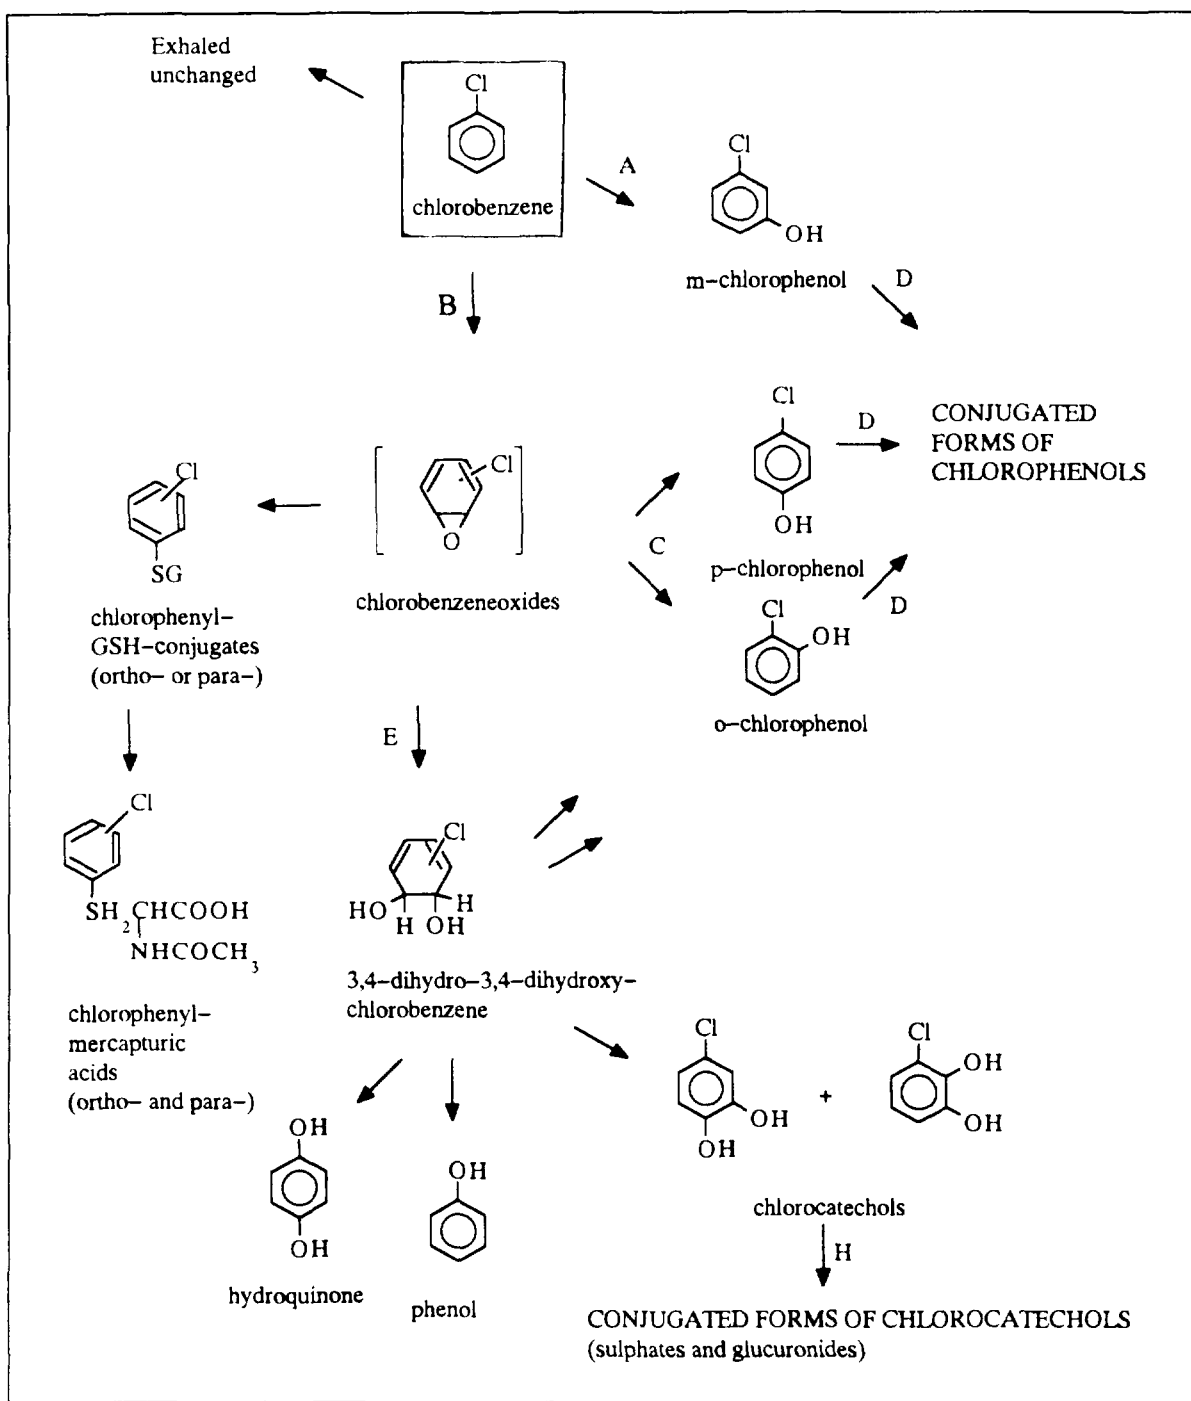 Exhaled
unchanged
Cl
chlorobenzene
A
Cl
OH
m-chlorophenol
D
B
Cl
SG
chlorophenyl-
GSH-conjugates
(ortho- or para-)
Cl
O
chlorobenzeneoxides
C
Cl
OH
p-chlorophenol
D
CONJUGATED
FORMS OF
CHLOROPHENOLS
Cl
OH
o-chlorophenol
D
E
Cl
SH2CHCOOH
NHCOCH3
chlorophenyl-
mercapturic
acids
(ortho- and para-)
Cl
HO H
H OH
3,4-dihydro-3,4-dihydroxy-
chlorobenzene
OH
OH
hydroquinone
OH
phenol
Cl
OH
OH
+
Cl
OH
OH
chlorocatechols
H
CONJUGATED FORMS OF CHLOROCATECHOLS
(sulphates and glucuronides)